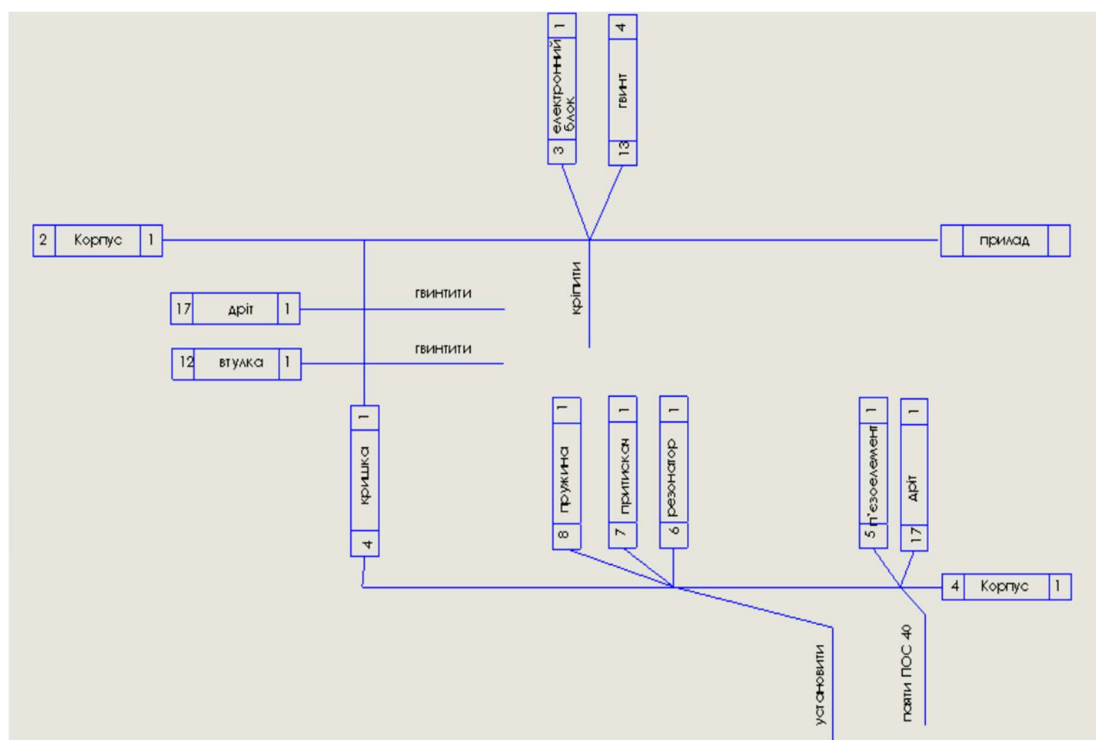 3 електронний блок 1
13 гвинт 4
2 Корпус 1
прилад
кріпити
17 дріт 1
гвинтити
12 втулка 1
гвинтити
4 кришка 1
8 пружина 1
7 притискач 1
6 резонатор 1
5 п'єзоелемент 1
17 дріт 1
4 Корпус 1
установити
паяти ПОС 40